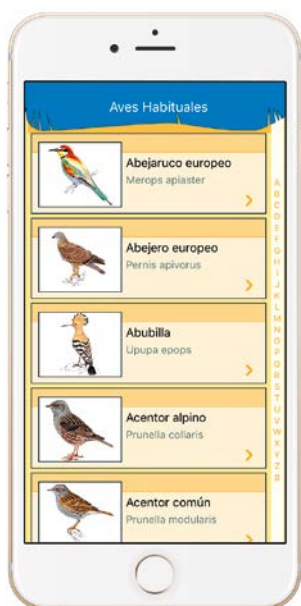 Aves Habituales
Abejaruco europeo
Merops apiaster
Abejero europeo
Pernis apivorus
Abubilla
Upupa epops
Acentor alpino
Prunella collaris
Acentor común
Prunella modularis
A
B
C
D
E
F
G
H
I
J
K
L
M
N
O
P
Q
R
S
T
U
V
W
X
Y
Z